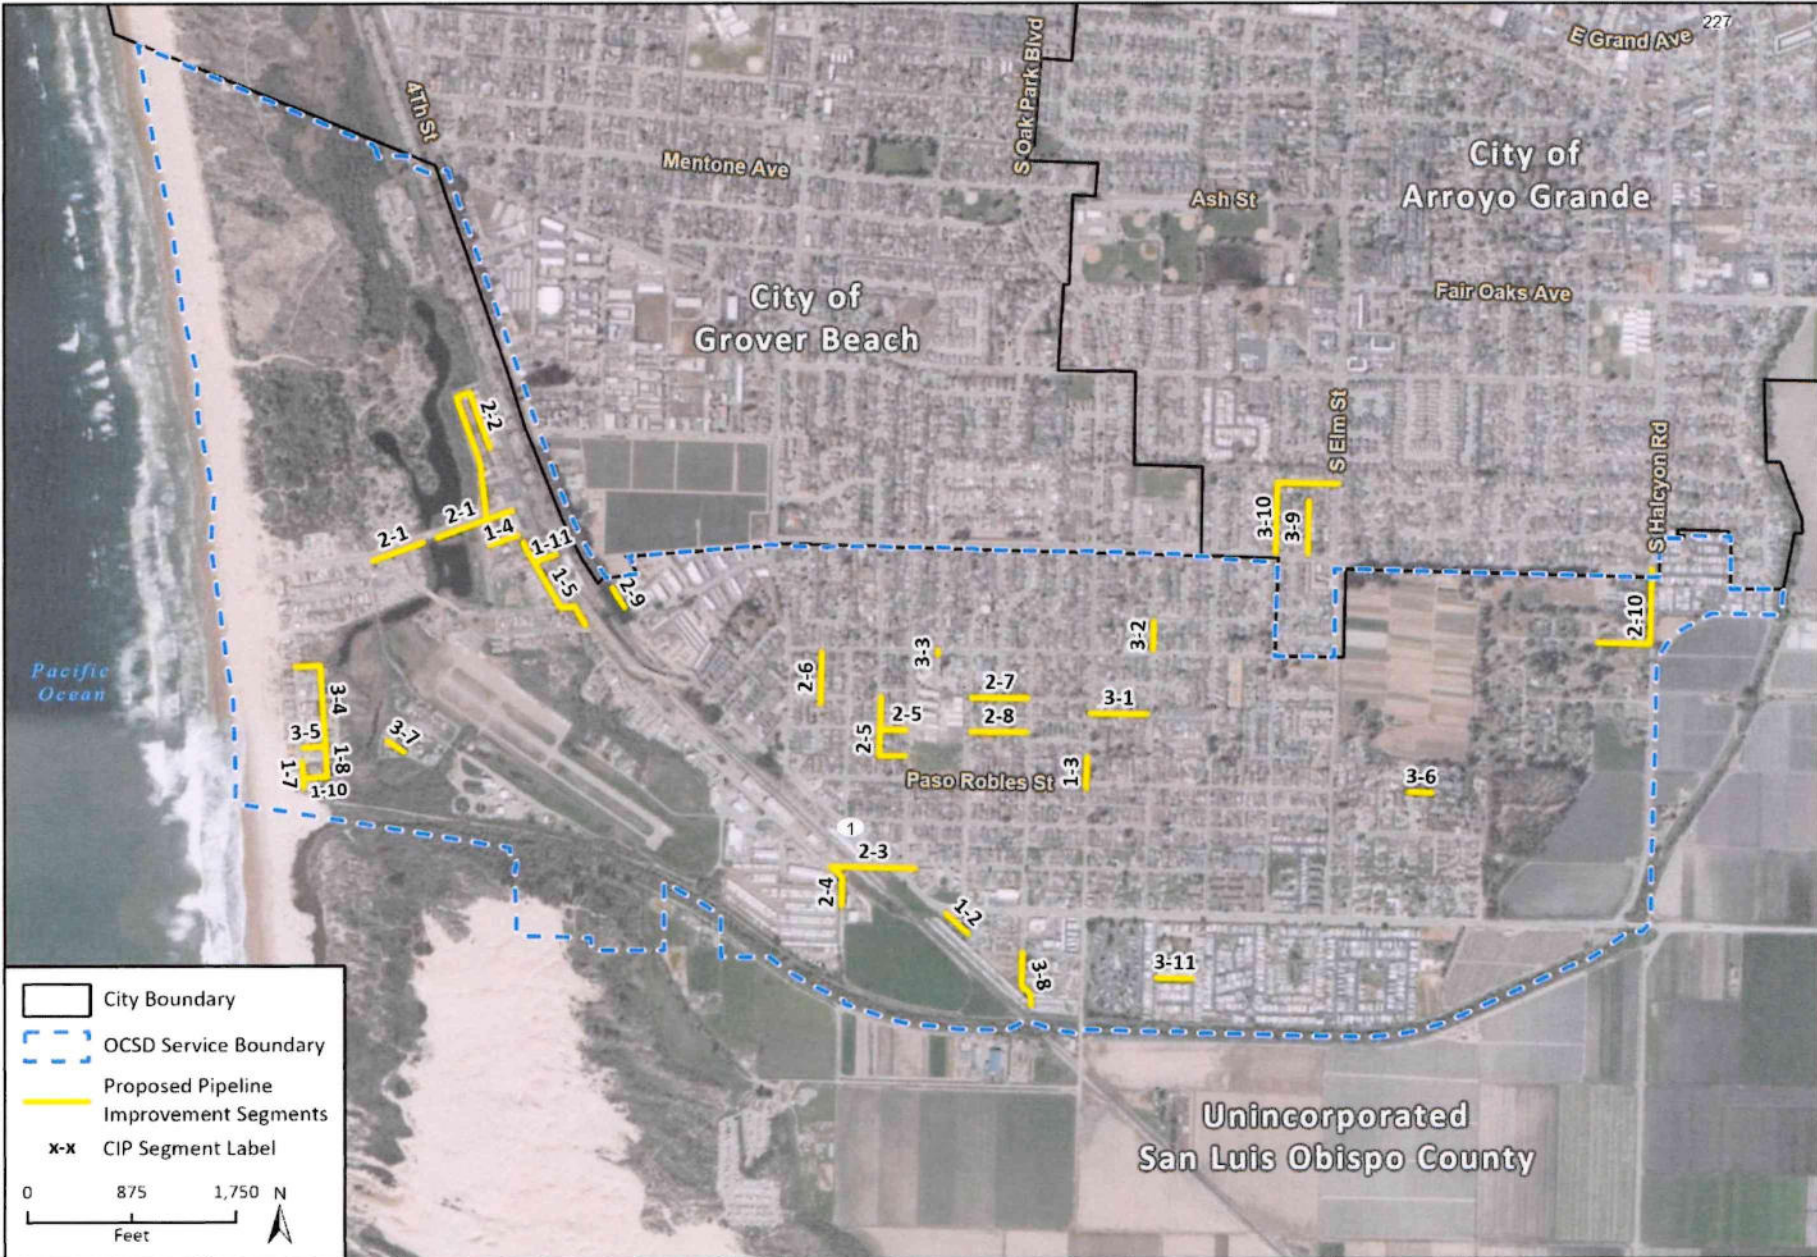 227
E Grand Ave
S Oak Park Blvd
4Th St
City of
Arroyo Grande
Mentone Ave
Ash St
City of
Grover Beach
Fair Oaks Ave
S Elm St
S Halcyon Rd
2-2
2-1
2-1
1-4
1-11
1-5
2-9
3-10
3-9
2-10
3-2
3-3
2-6
2-7
3-1
2-5
2-5
2-8
Pacific
Ocean
3-4
3-5
3-7
1-8
1-7
1-10
Paso Robles St
1-3
3-6
1
2-3
2-4
1-2
3-8
3-11
Unincorporated
San Luis Obispo County
City Boundary
OCSD Service Boundary
Proposed Pipeline
Improvement Segments
x-x CIP Segment Label
0 875 1,750 N
Feet